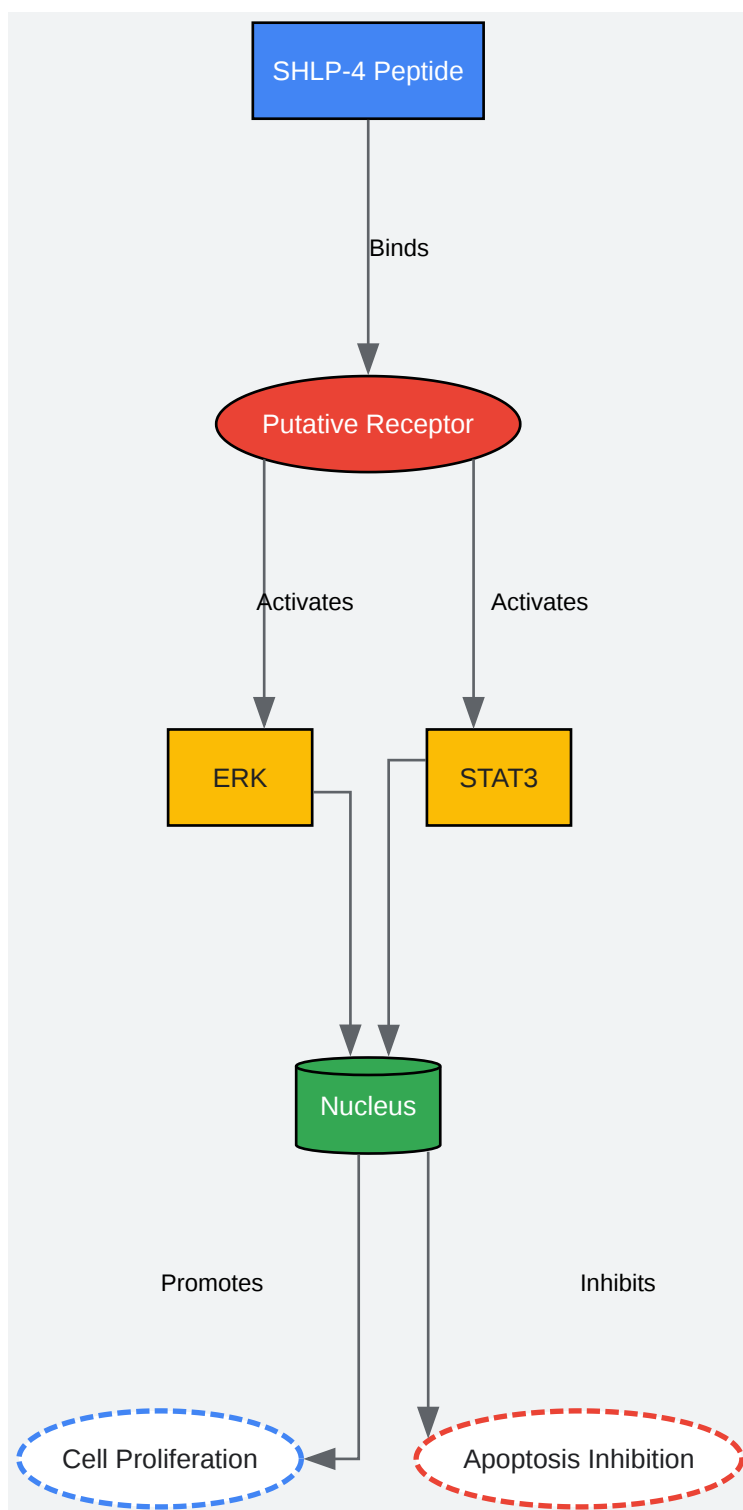 SHLP-4 Peptide
Binds
Putative Receptor
Activates
Activates
ERK
STAT3
Nucleus
Promotes
Inhibits
Cell Proliferation
Apoptosis Inhibition